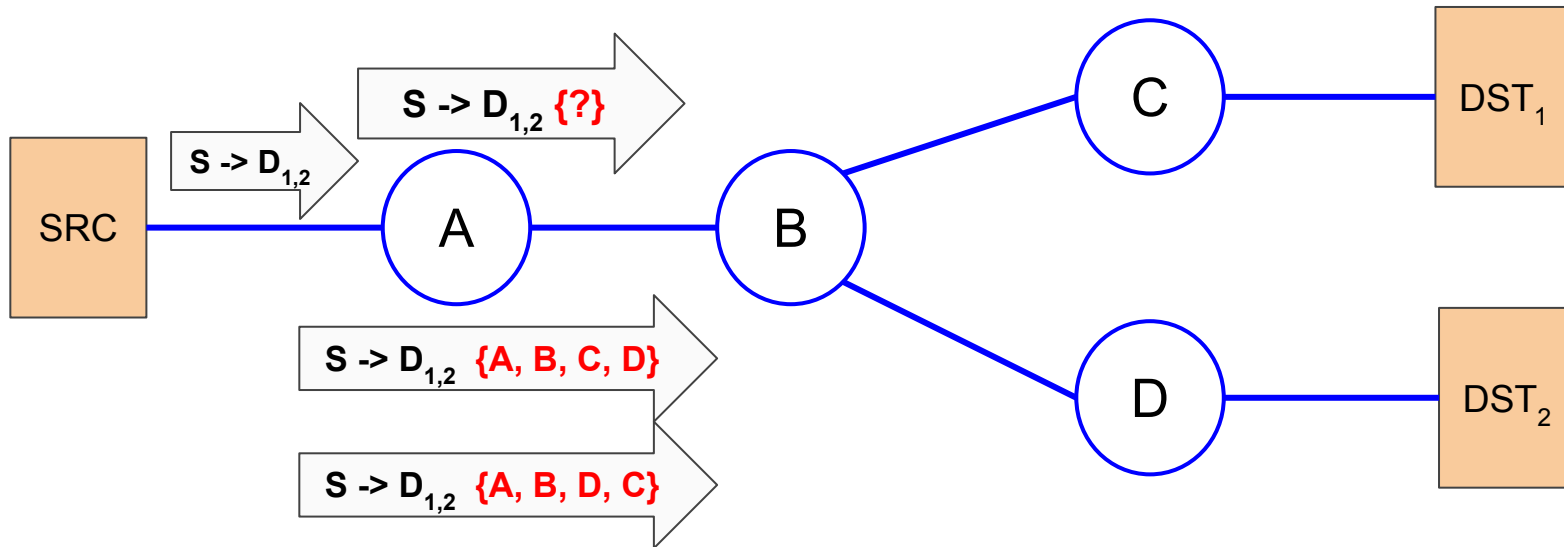 S -> D1,2 {?}
S -> D1,2
SRC
A
B
C
DST1
S -> D1,2 {A, B, C, D}
S -> D1,2 {A, B, D, C}
D
DST2